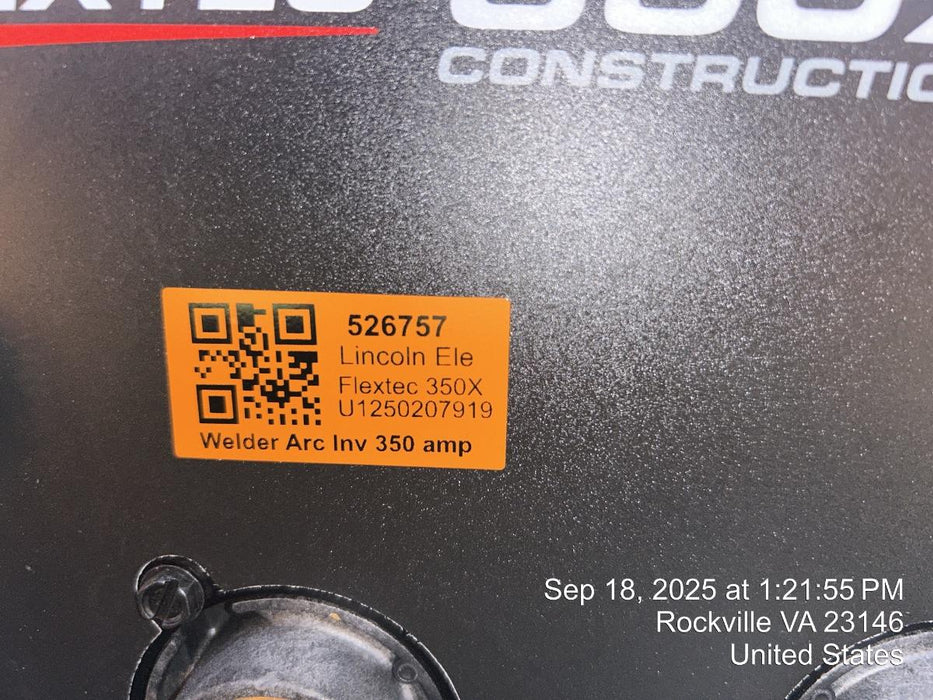 CONSTRUCTIO
526757
Lincoln Ele
Flextec 350X
U1250207919
Welder Arc Inv 350 amp
Sep 18, 2025 at 1:21:55 PM
Rockville VA 23146
United States